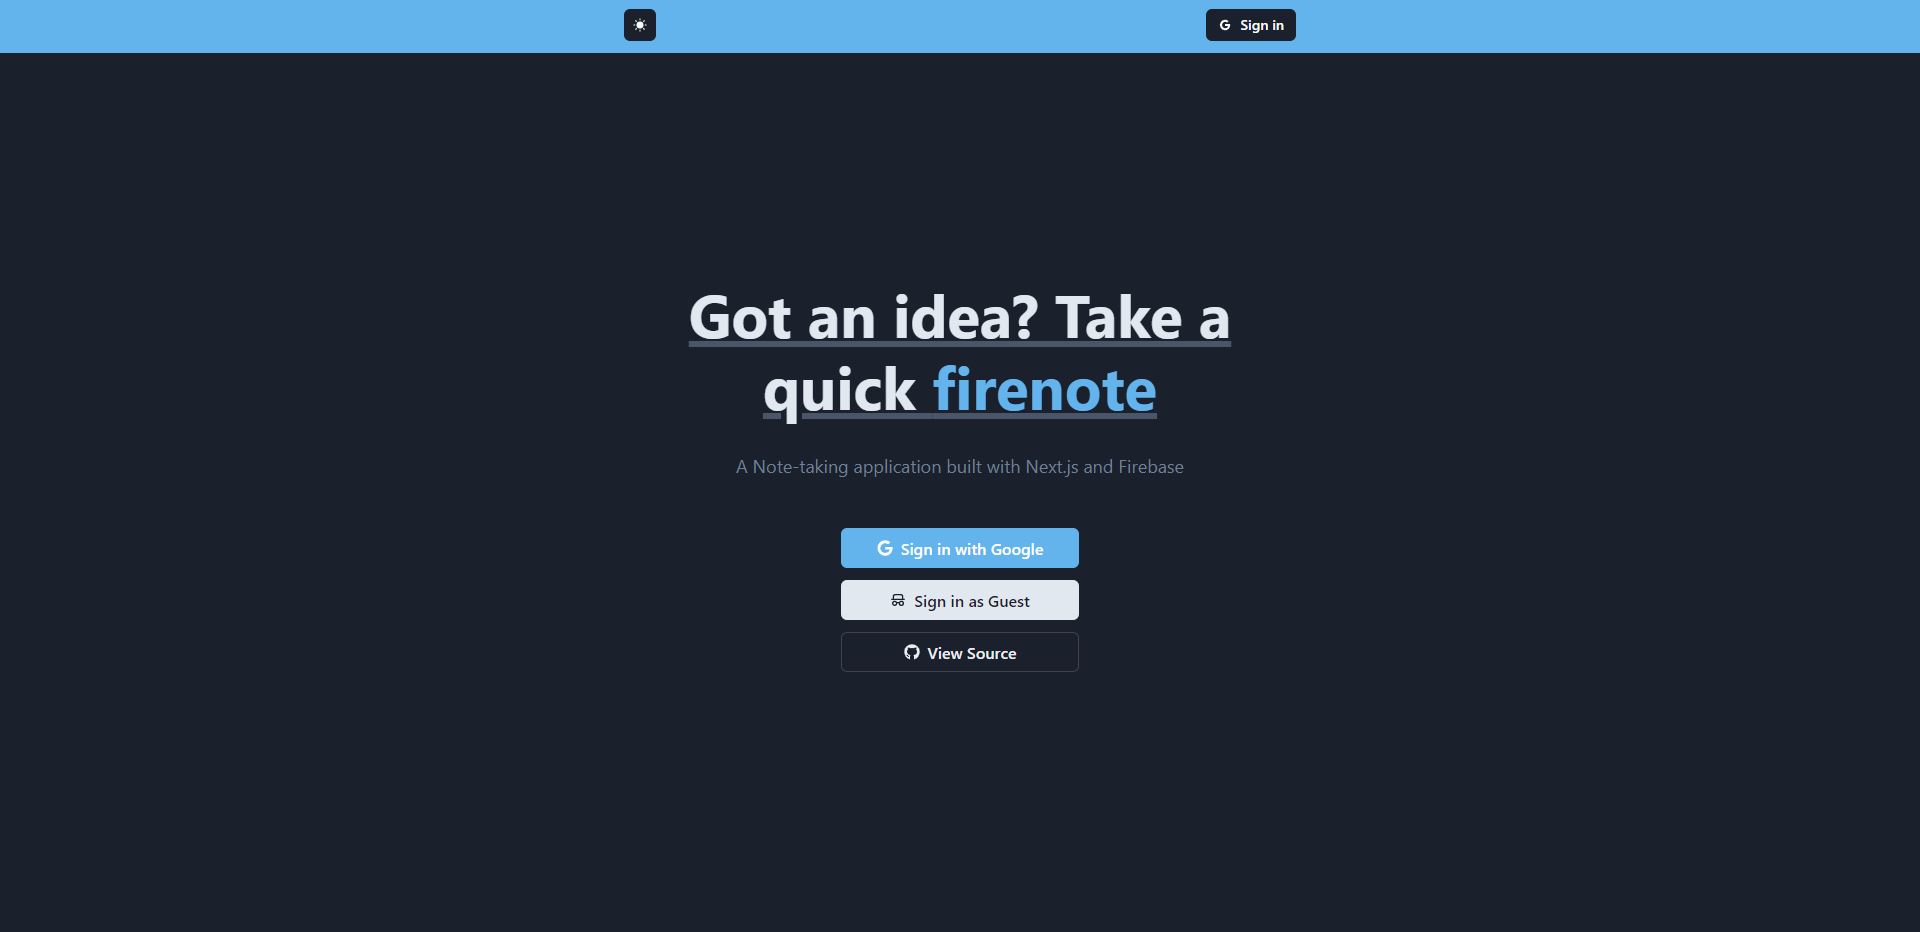 Sign in
Got an idea? Take a
quick firenote
A Note-taking application built with Next.js and Firebase
Sign in with Google
Sign in as Guest
View Source